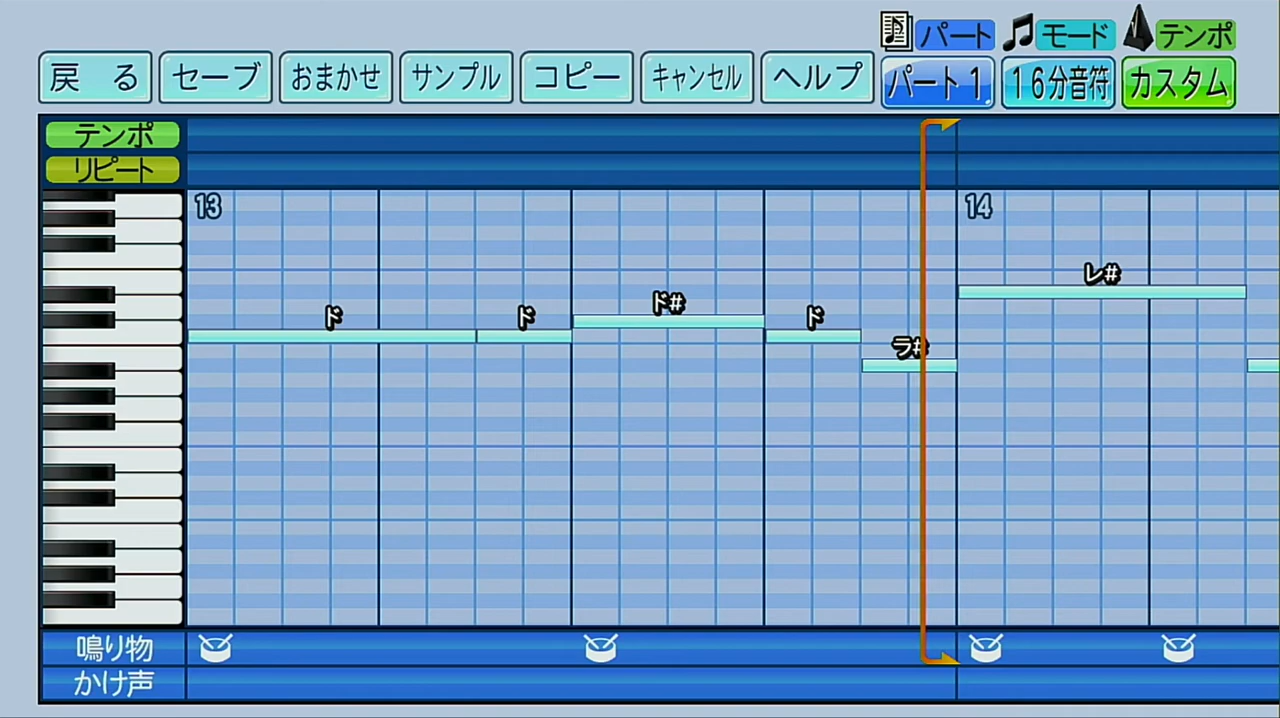 パート モード テンポ
戻 る セーブ おまかせ サンプル コピー キャンセル ヘルプ パート1 16分音符 カスタム
テンポ
リピート
13 14
レ#
ド ド ド# ド
ラ#
鳴り物
かけ声